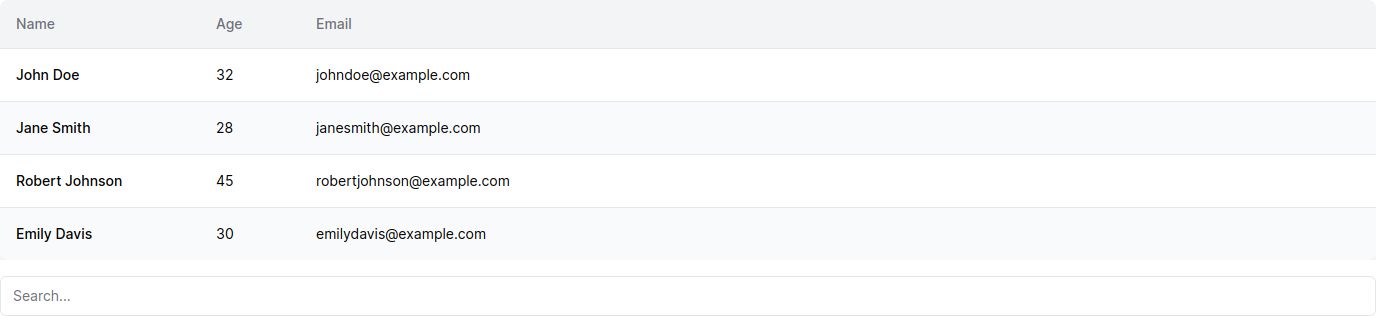 Name Age Email
John Doe 32 johndoe@example.com
Jane Smith 28 janesmith@example.com
Robert Johnson 45 robertjohnson@example.com
Emily Davis 30 emilydavis@example.com
Search...